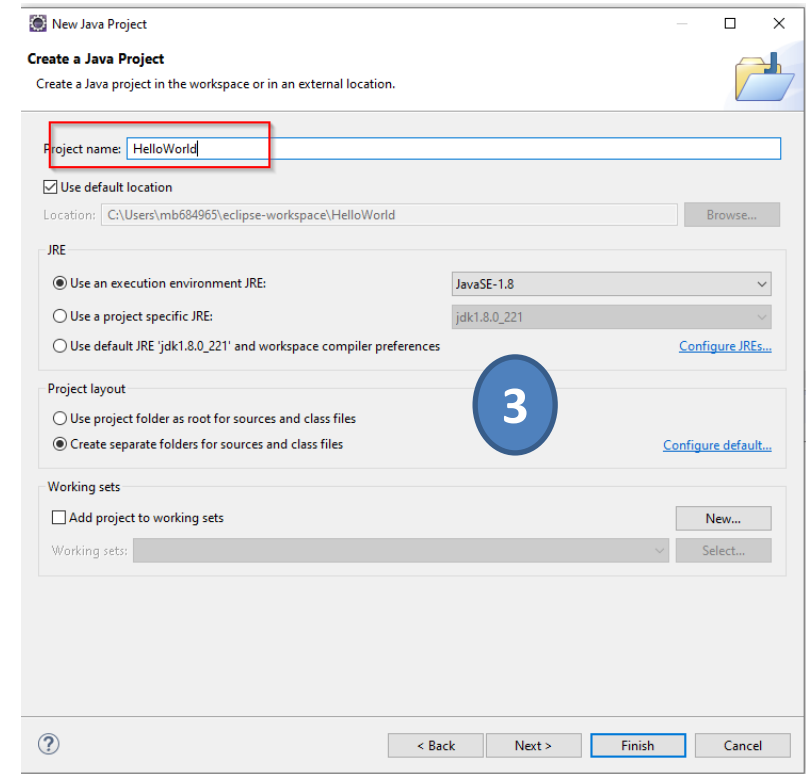 New Java Project
Create a Java Project
Create a Java project in the workspace or in an external location.
Project name: HelloWorld
Use default location
Location: C:\Users\mb684965\eclipse-workspace\HelloWorld Browse...
JRE
Use an execution environment JRE: JavaSE-1.8
Use a project specific JRE: jdk1.8.0_221
Use default JRE 'jdk1.8.0_221' and workspace compiler preferences Configure JREs...
Project layout
3
Use project folder as root for sources and class files
Create separate folders for sources and class files Configure default...
Working sets
Add project to working sets New...
Working sets: Select...
? < Back Next > Finish Cancel